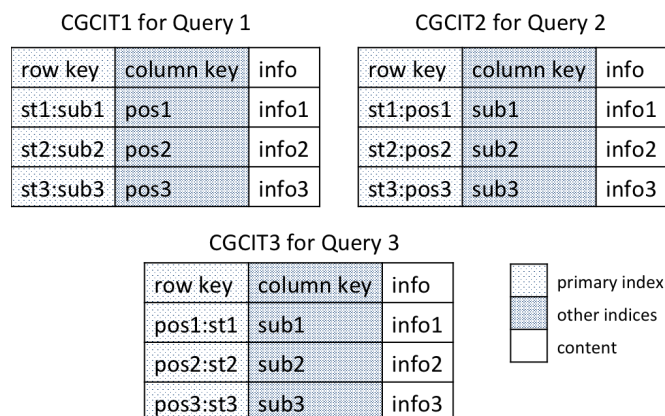 CGCIT1 for Query 1
row key column key info
st1:sub1 pos1 info1
st2:sub2 pos2 info2
st3:sub3 pos3 info3
CGCIT2 for Query 2
row key column key info
st1:pos1 sub1 info1
st2:pos2 sub2 info2
st3:pos3 sub3 info3
CGCIT3 for Query 3
row key column key info
pos1:st1 sub1 info1
pos2:st2 sub2 info2
pos3:st3 sub3 info3
primary index
other indices
content